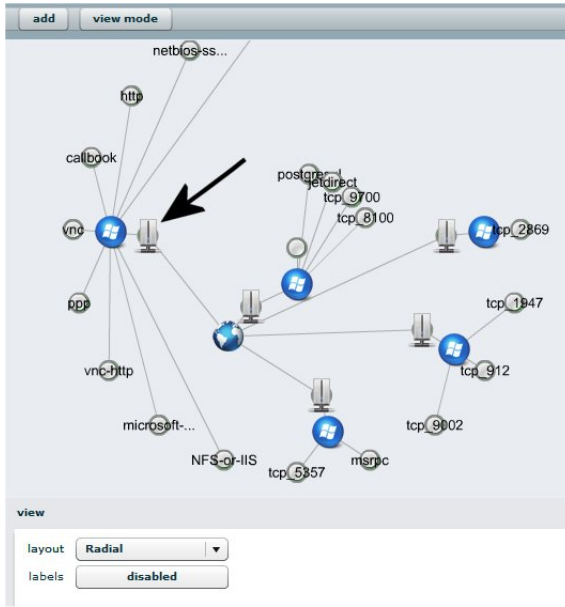 add view mode
netbios-ss...
http
callbook
postgres
jetdirect
tcp_9700
tcp_8100
vnc
tcp_2869
ppp
tcp_1947
vnc-http
tcp_912
microsoft-...
tcp_9002
NFS-or-IIS
msrpc
tcp_5357
view
layout Radial
labels disabled